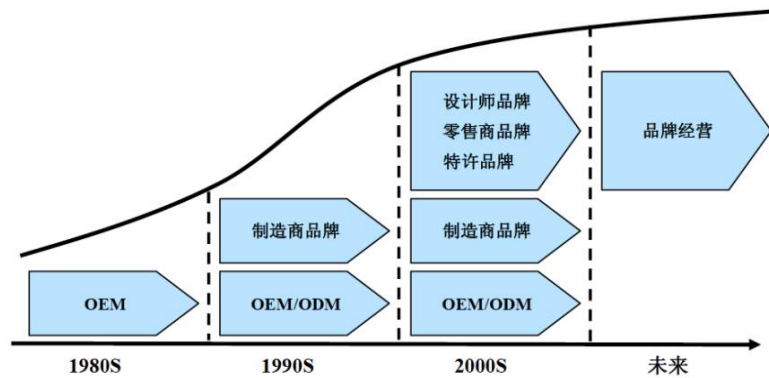 设计师品牌
零售商品牌
特许品牌
品牌经营
制造商品牌
制造商品牌
OEM
OEM/ODM
OEM/ODM
1980S
1990S
2000S
未来